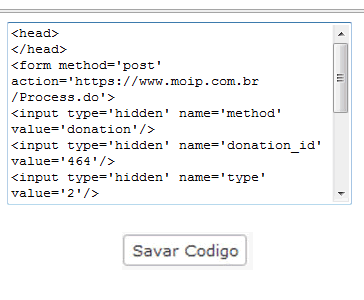 <head>
</head>
<form method='post'
action='https://www.moip.com.br
/Process.do'>
<input type='hidden' name='method'
value='donation'/>
<input type='hidden' name='donation_id'
value='464'/>
<input type='hidden' name='type'
value='2'/>
Savar Codigo